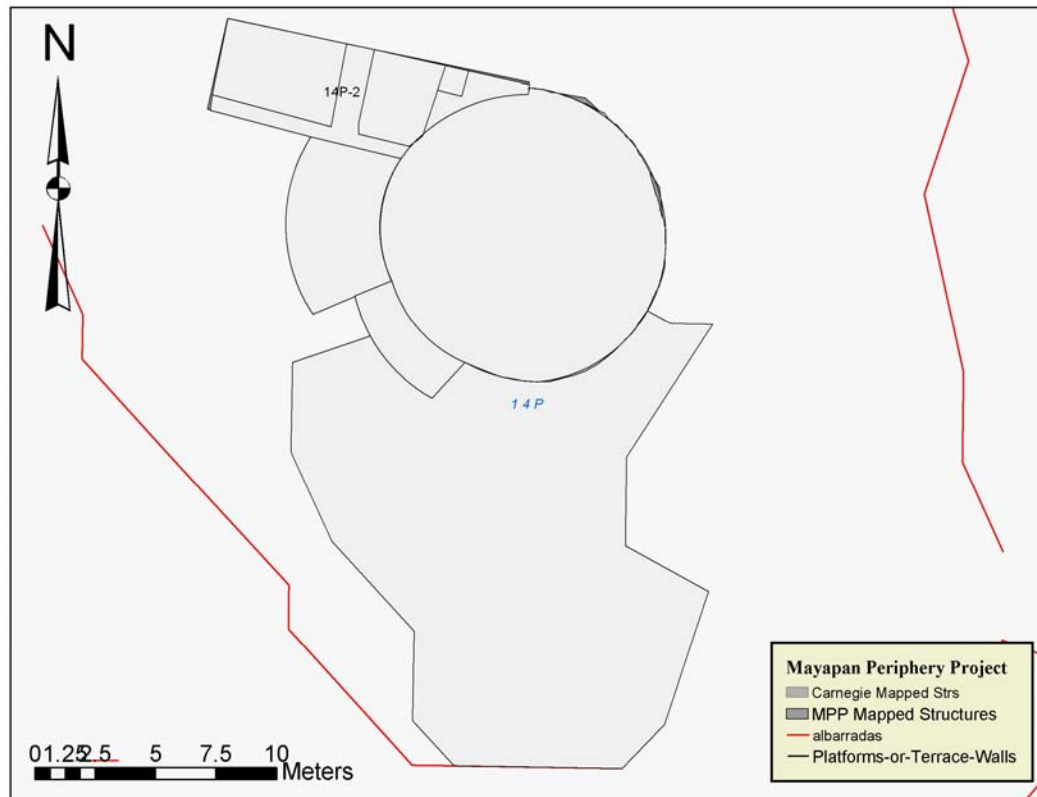 N
14P-2
14P
01.252.5 5 7.5 10
Meters
Mayapan Periphery Project
Carnegie Mapped Strs
MPP Mapped Structures
albarradas
Platforms-or-Terrace-Walls